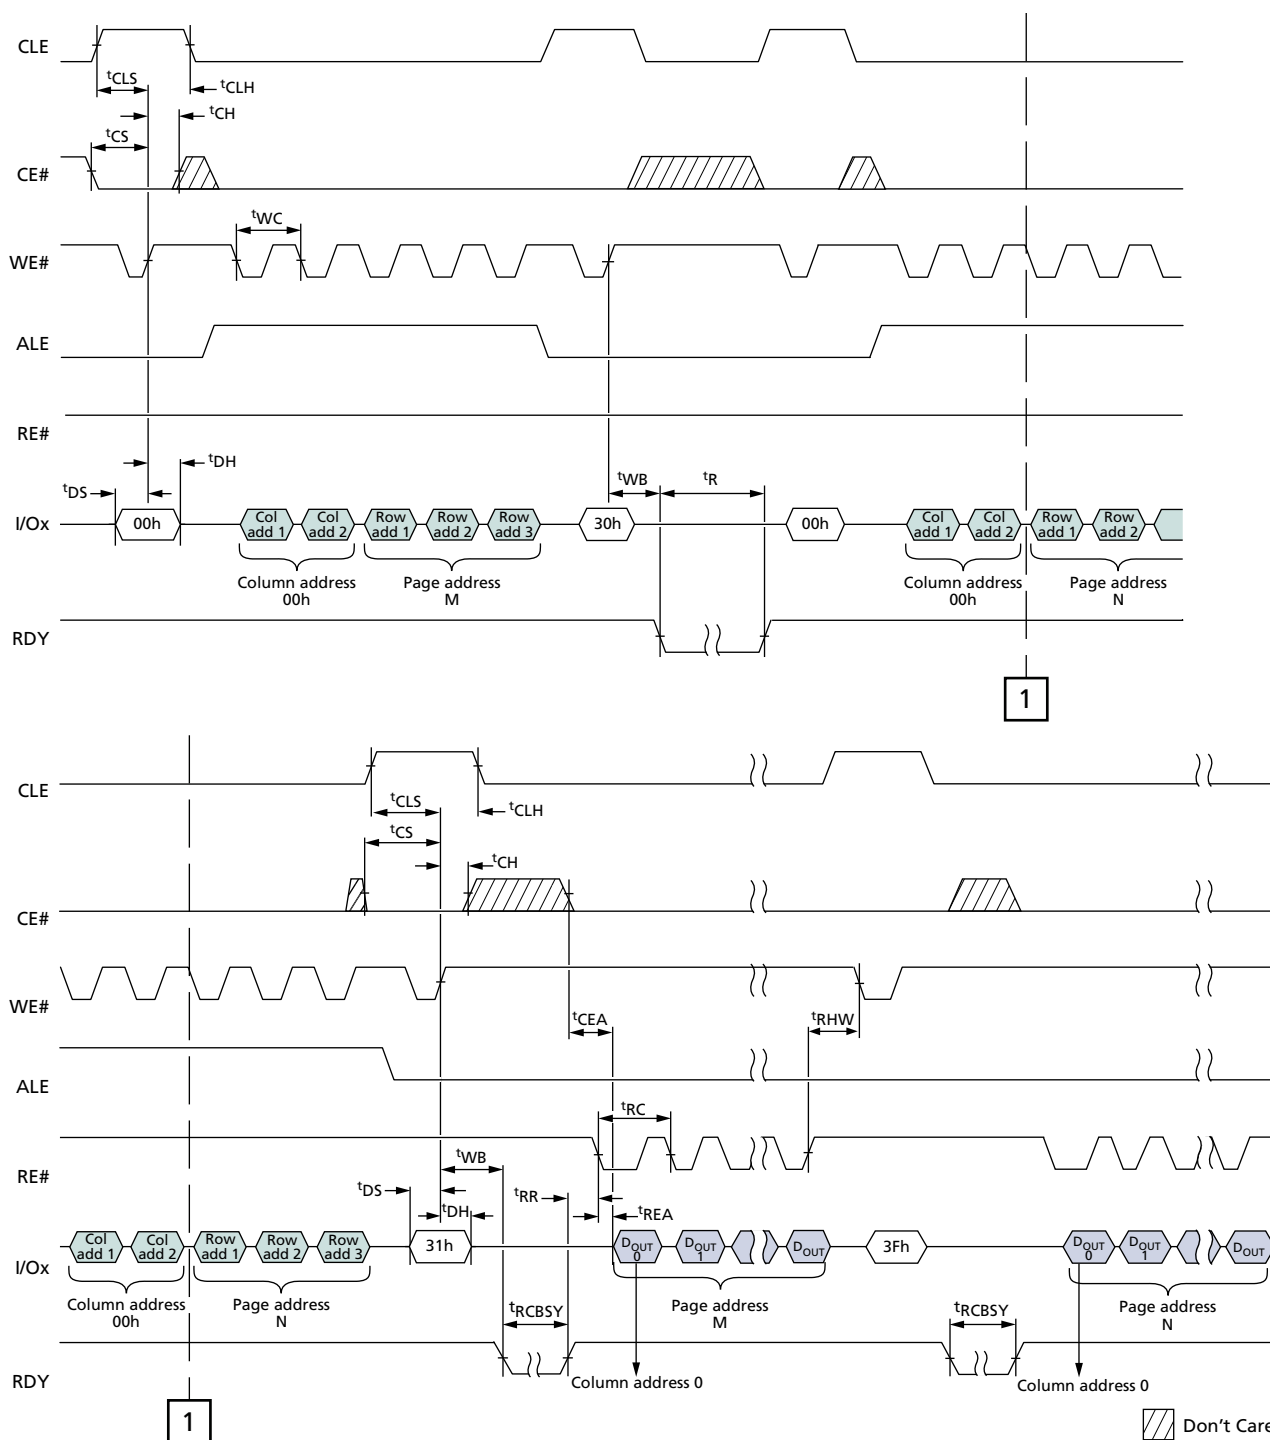 CLE
tCLS
tCLH
tCH
tCS
CE#
tWC
WE#
ALE
RE#
tDH
tDS
tWB
tR
I/Ox
00h
Col add 1
Col add 2
Row add 1
Row add 2
Row add 3
30h
00h
Col add 1
Col add 2
Row add 1
Row add 2
Column address
00h
Page address
M
Column address
00h
Page address
N
RDY
1
CLE
tCLS
tCLH
tCS
tCH
CE#
WE#
tCEA
tRHW
ALE
tRC
RE#
tWB
tDS
tDH
tRR
tREA
I/Ox
Col add 1
Col add 2
Row add 1
Row add 2
Row add 3
31h
DOUT 0
DOUT 1
DOUT
3Fh
DOUT 0
DOUT 1
DOUT
Column address
00h
Page address
N
Page address
M
Page address
N
tRCBSY
tRCBSY
RDY
Column address 0
Column address 0
1
Don't Care